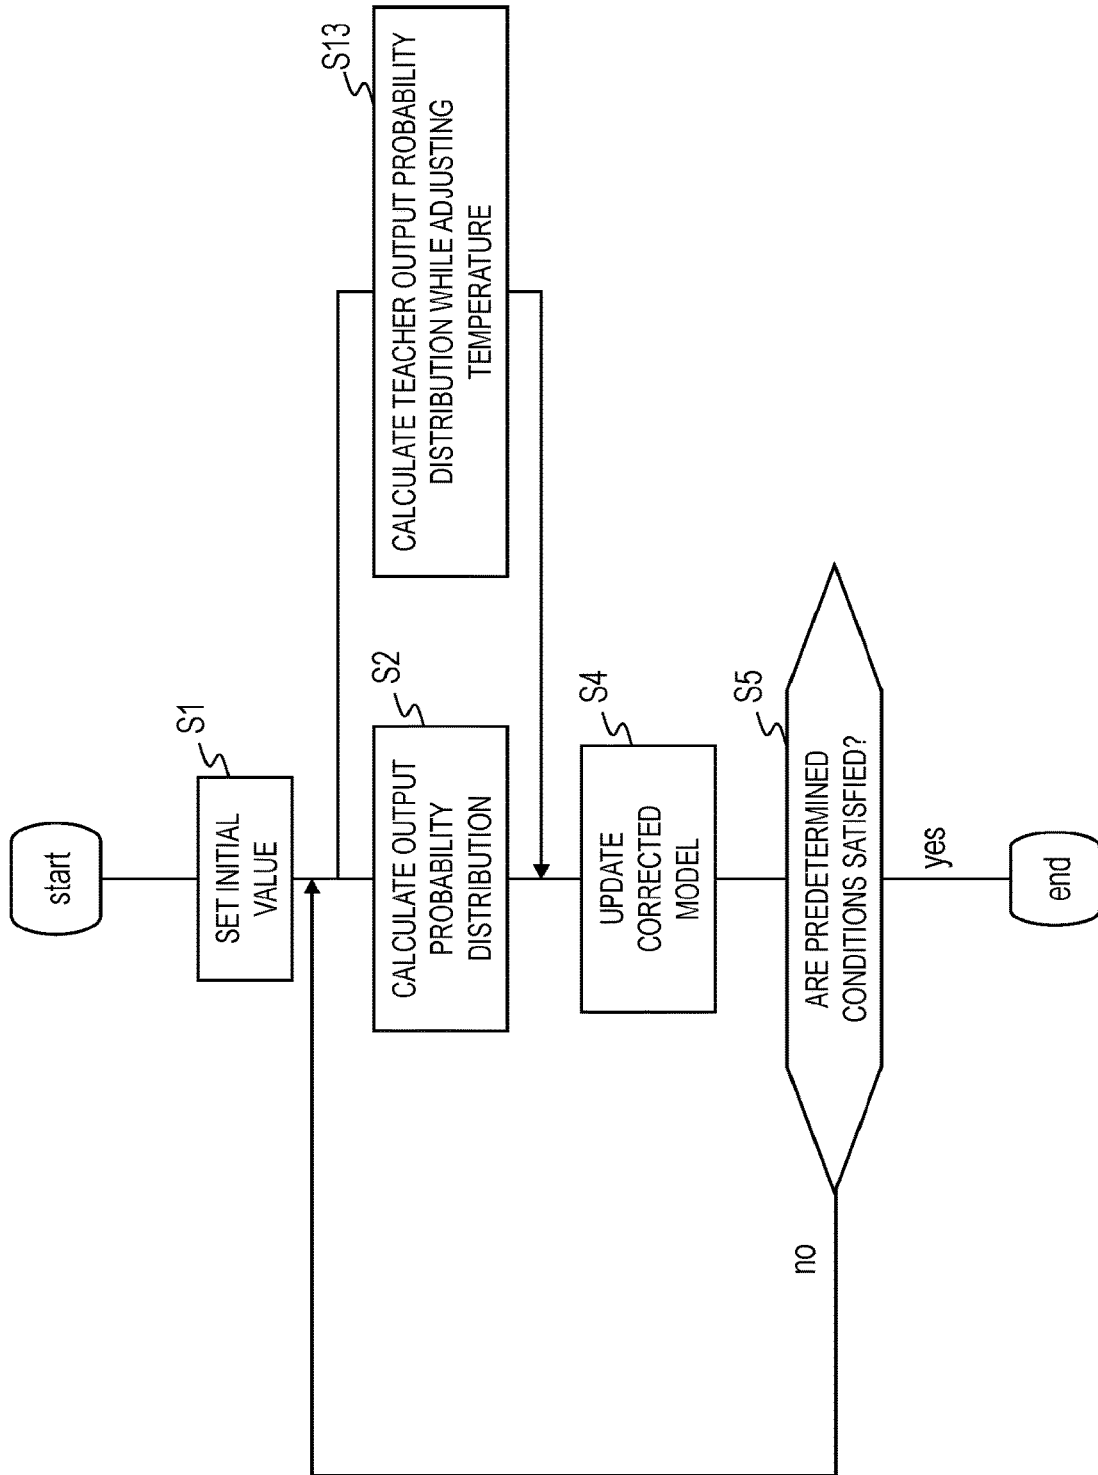 start
S1
SET INITIAL
VALUE
S2
CALCULATE OUTPUT
PROBABILITY
DISTRIBUTION
S13
CALCULATE TEACHER OUTPUT PROBABILITY
DISTRIBUTION WHILE ADJUSTING
TEMPERATURE
S4
UPDATE
CORRECTED
MODEL
S5
ARE PREDETERMINED
CONDITIONS SATISFIED?
no
yes
end